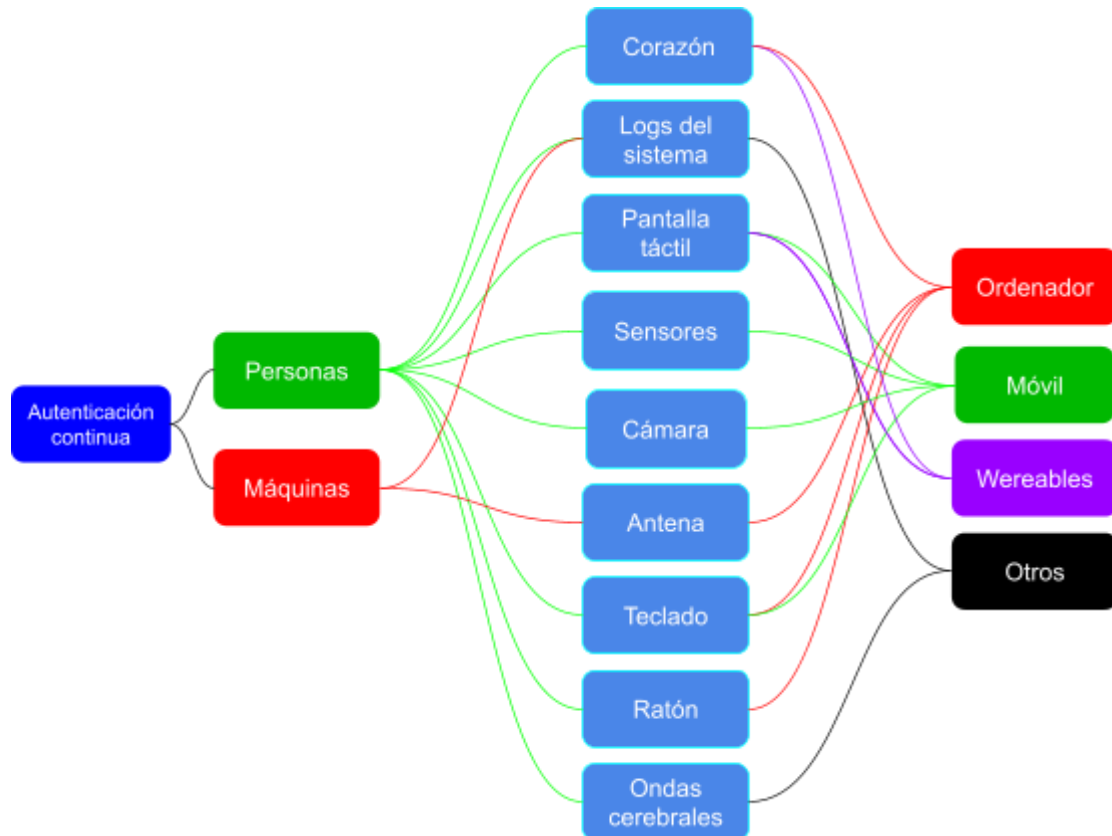 Autenticación
continua
Personas
Máquinas
Corazón
Logs del
sistema
Pantalla
táctil
Sensores
Cámara
Antena
Teclado
Ratón
Ondas
cerebrales
Ordenador
Móvil
Wereables
Otros